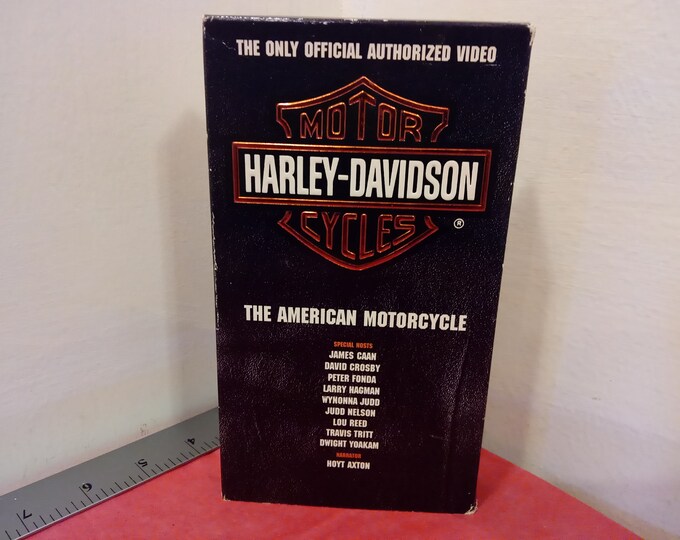 THE ONLY OFFICIAL AUTHORIZED VIDEO
MOTOR
HARLEY-DAVIDSON
CYCLES
®
THE AMERICAN MOTORCYCLE
SPECIAL HOSTS
JAMES CAAN
DAVID CROSBY
PETER FONDA
LARRY HAGMAN
WYNONNA JUDD
JUDD NELSON
LOU REED
TRAVIS TRITT
DWIGHT YOAKAM
NARRATOR
HOYT AXTON
7 6 5 4